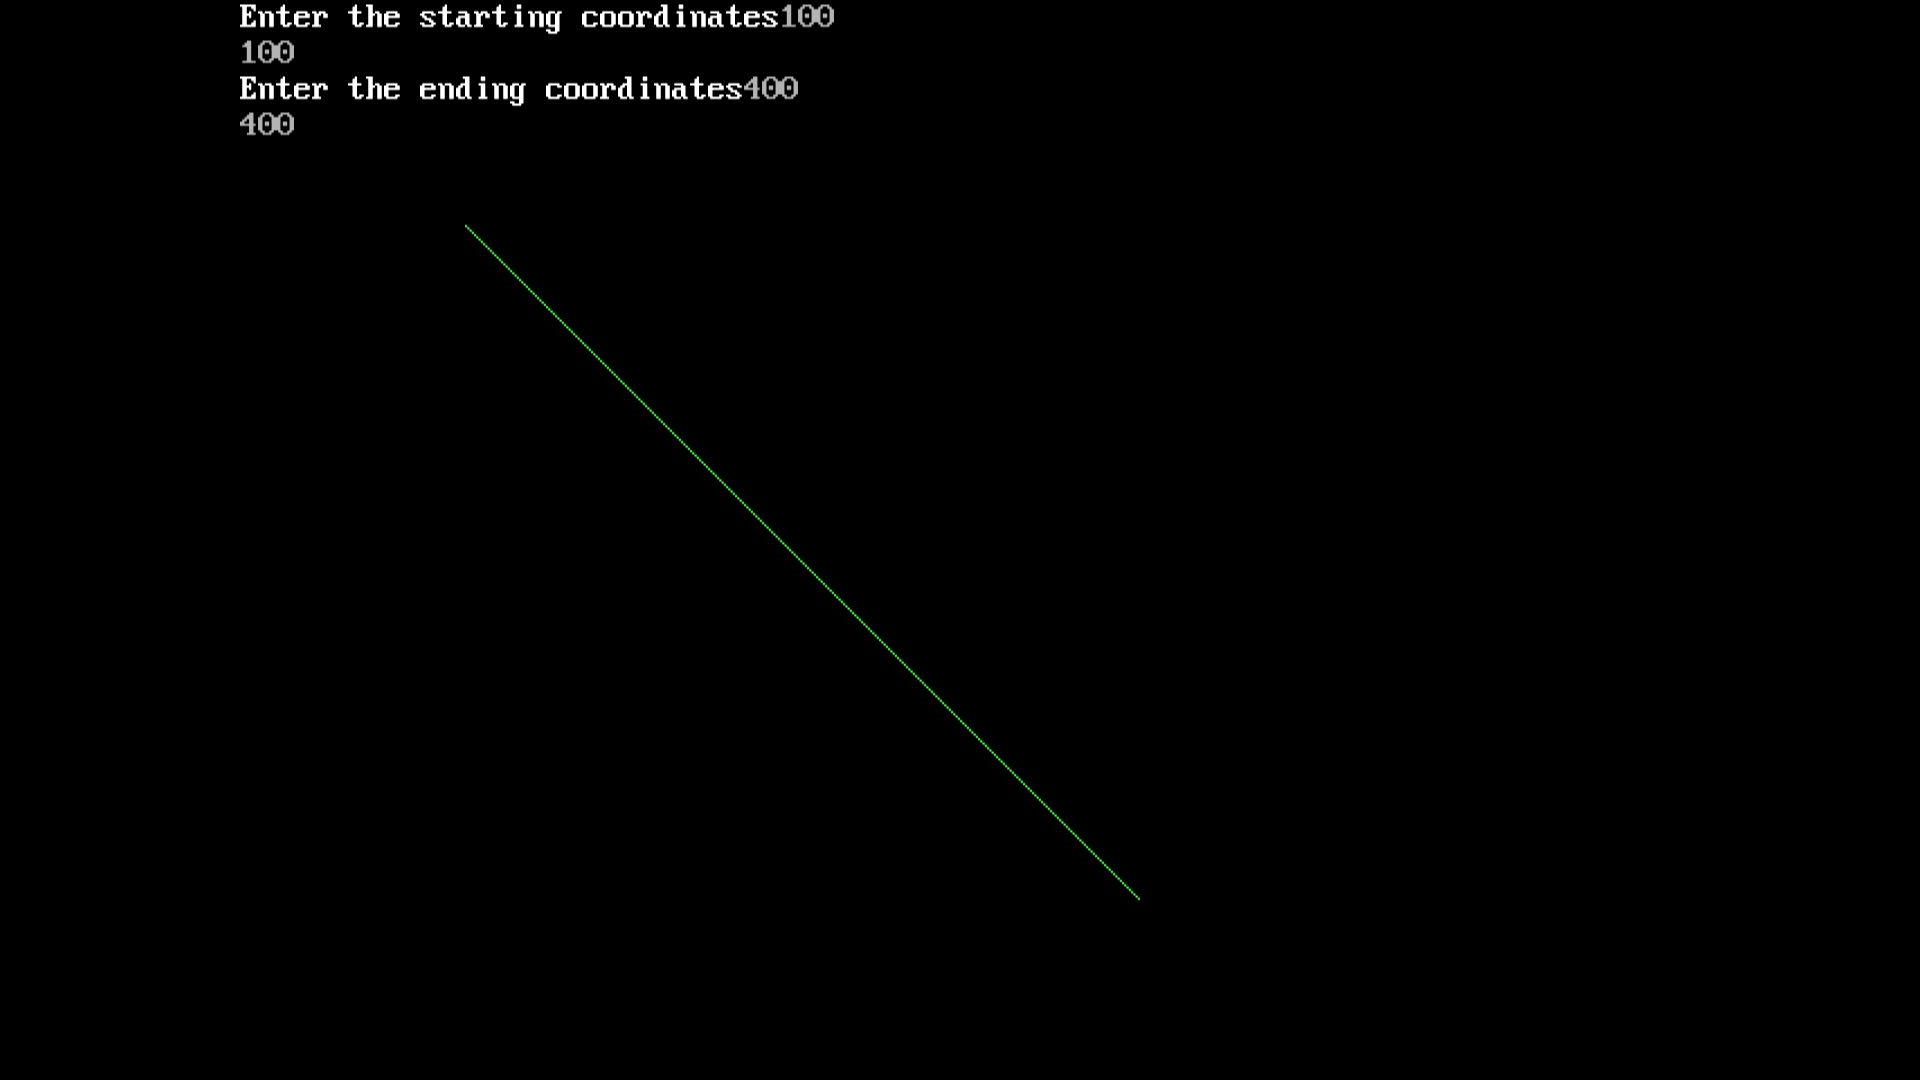 Enter the starting coordinates100
100
Enter the ending coordinates400
400